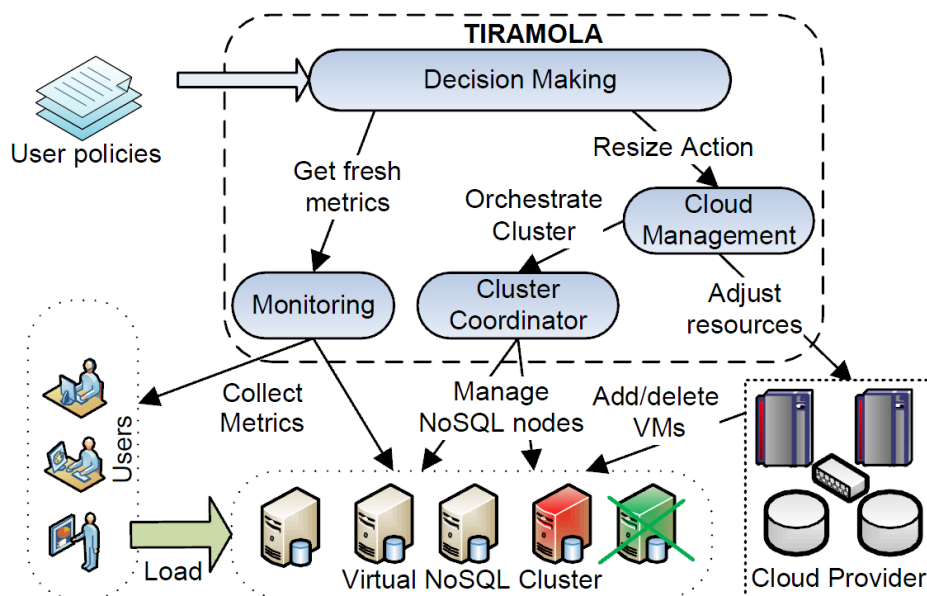 TIRAMOLA
Decision Making
User policies
Resize Action
Get fresh
metrics
Orchestrate
Cluster
Cloud
Management
Monitoring
Cluster
Coordinator
Adjust
resources
Collect
Metrics
Manage
NoSQL nodes
Add/delete
VMs
Users
Load
Virtual NoSQL Cluster
Cloud Provider